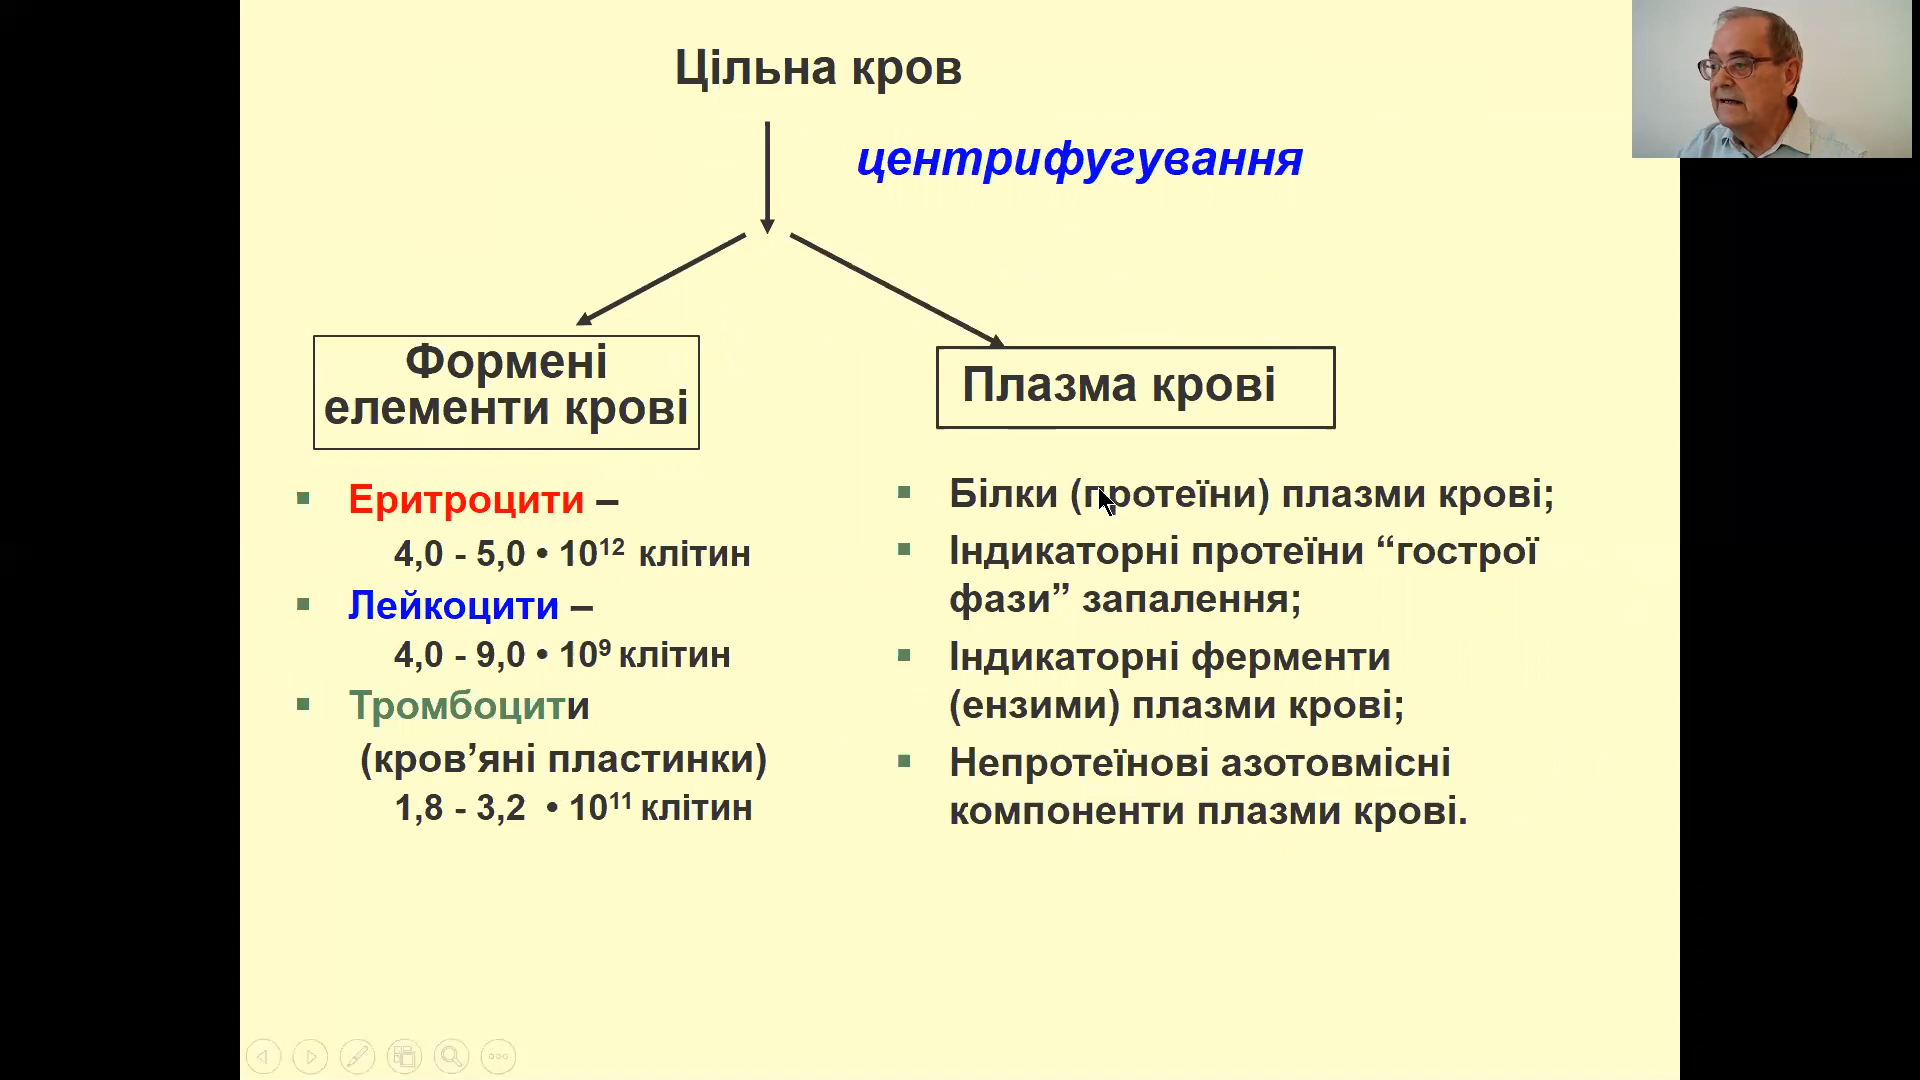 Цільна кров
центрифугування
Формені
елементи крові
Еритроцити –
4,0 - 5,0 • 10¹² клітин
Лейкоцити –
4,0 - 9,0 • 10⁹ клітин
Тромбоцити
(кров’яні пластинки)
1,8 - 3,2 • 10¹¹ клітин
Плазма крові
Білки (протеїни) плазми крові;
Індикаторні протеїни “гострої
фази” запалення;
Індикаторні ферменти
(ензими) плазми крові;
Непротеїнові азотовмісні
компоненти плазми крові.